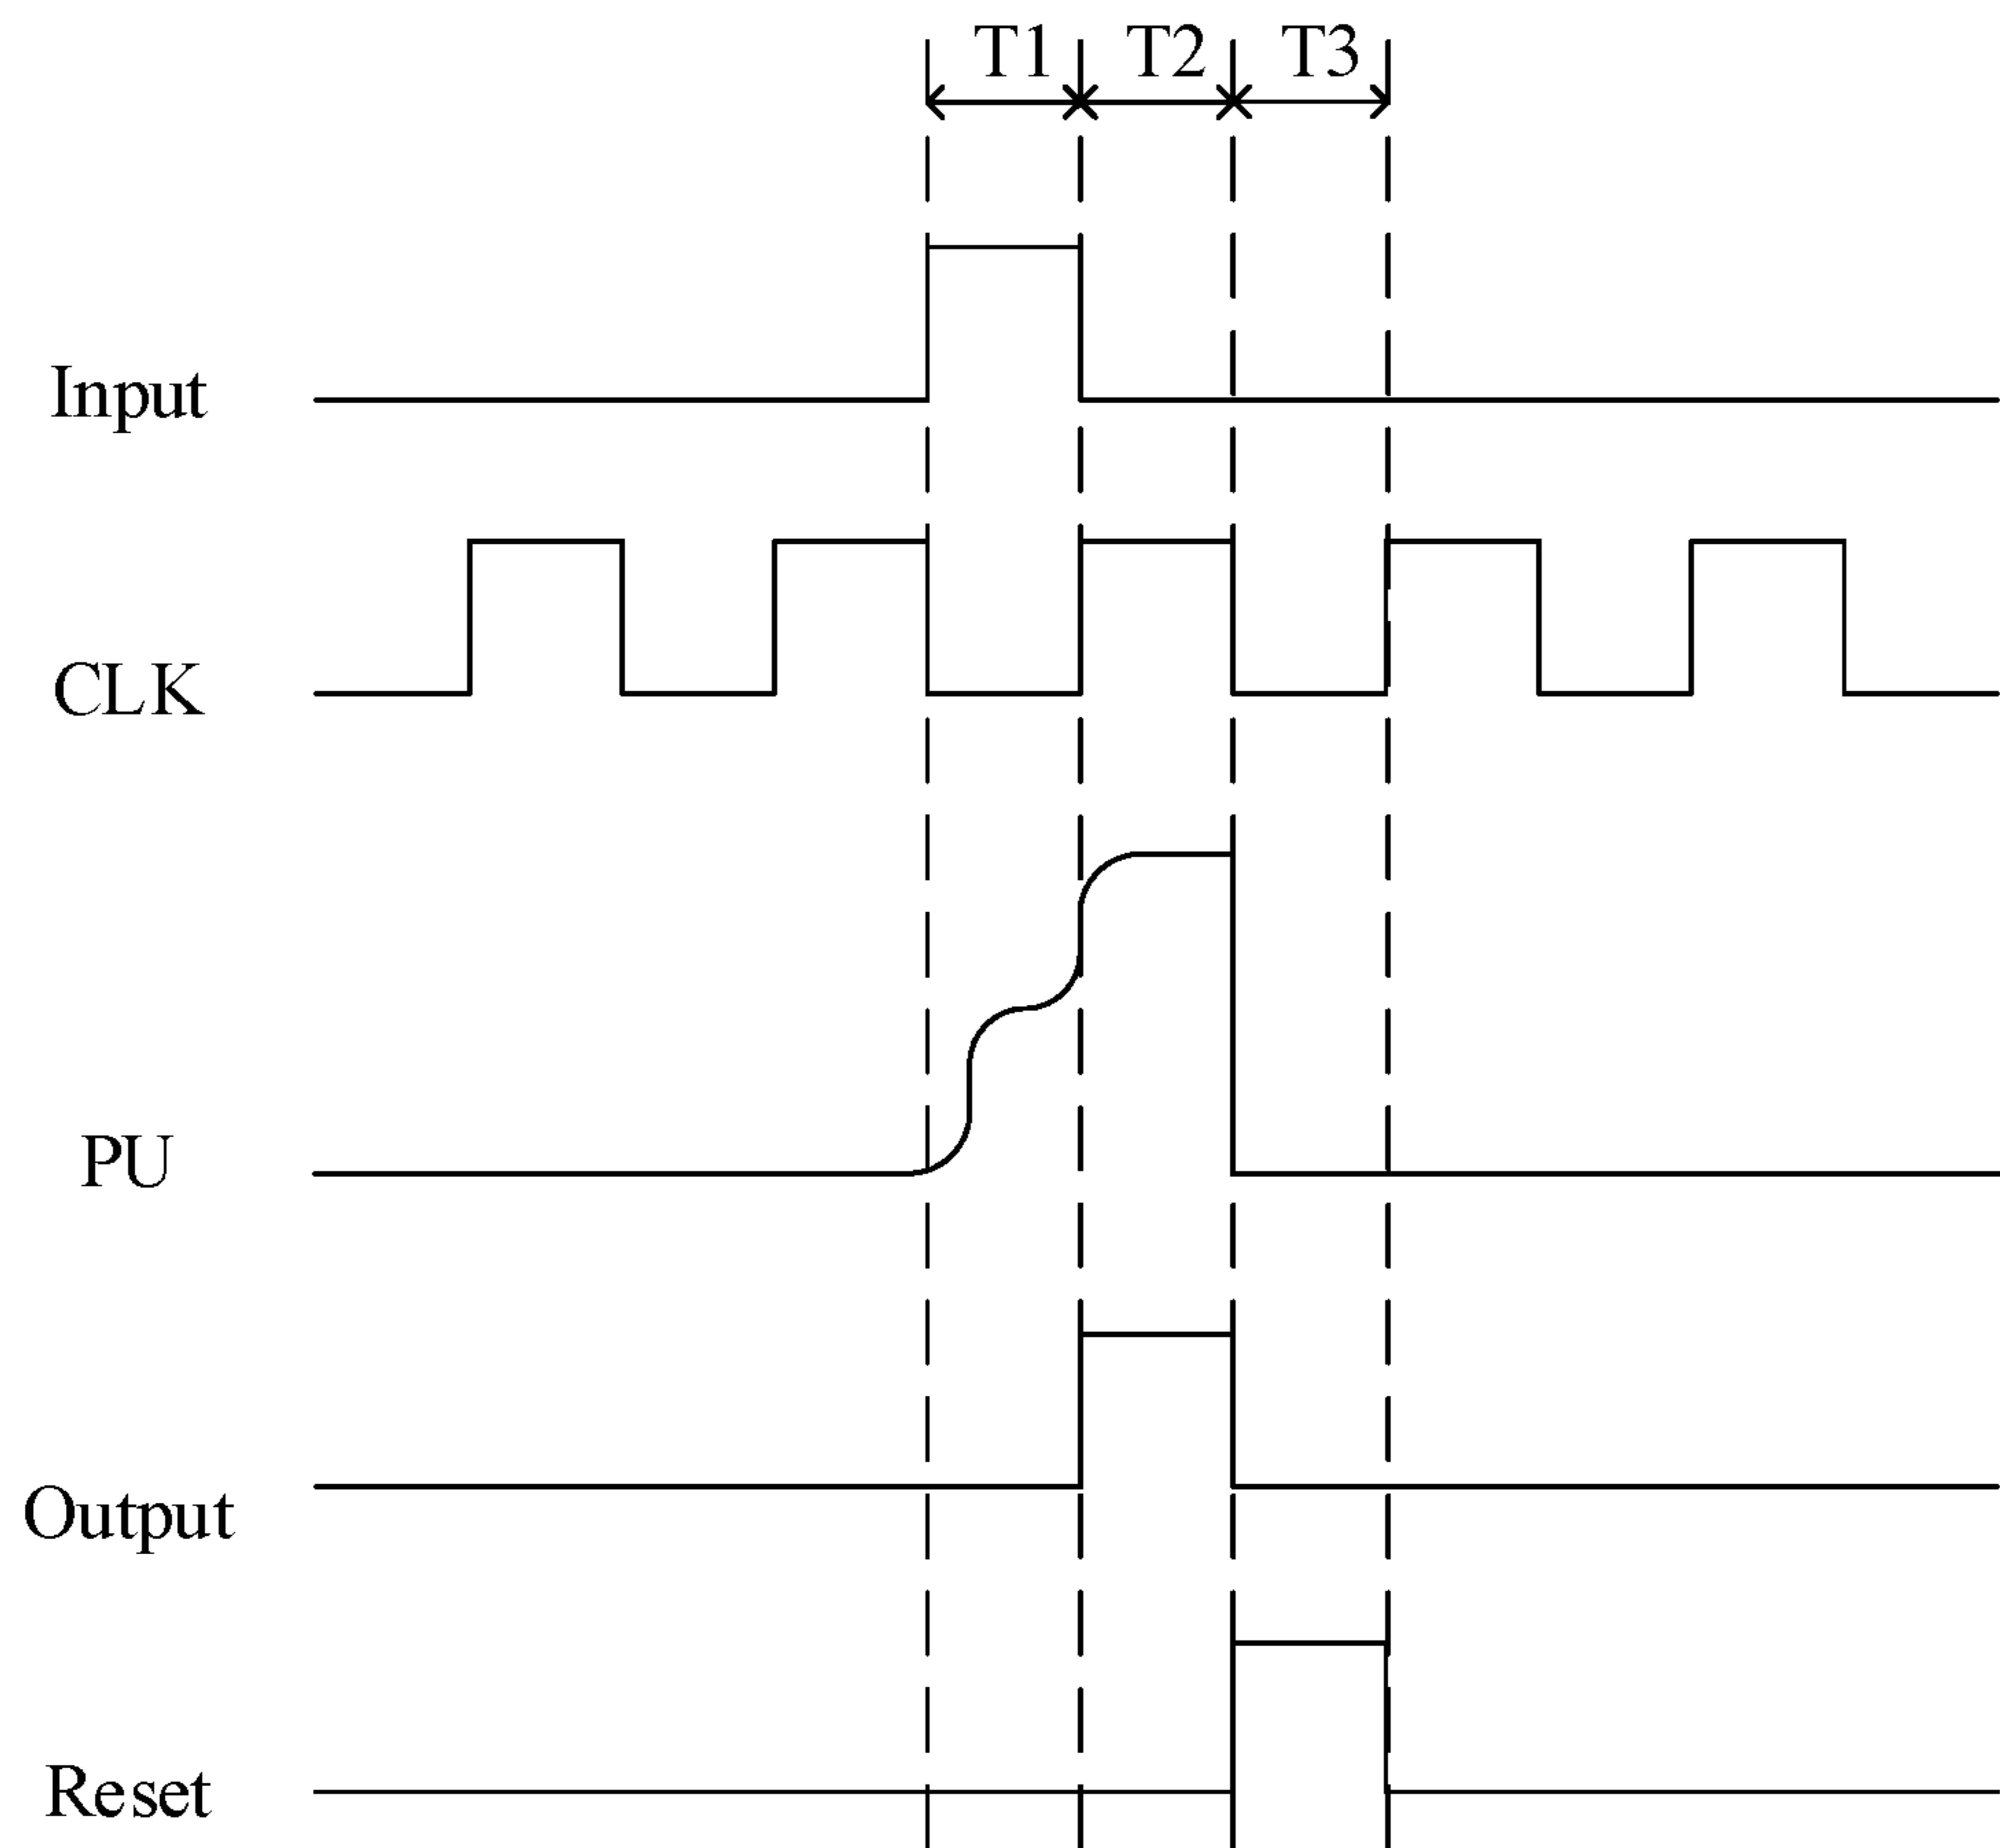 T1 T2 T3
Input
CLK
PU
Output
Reset